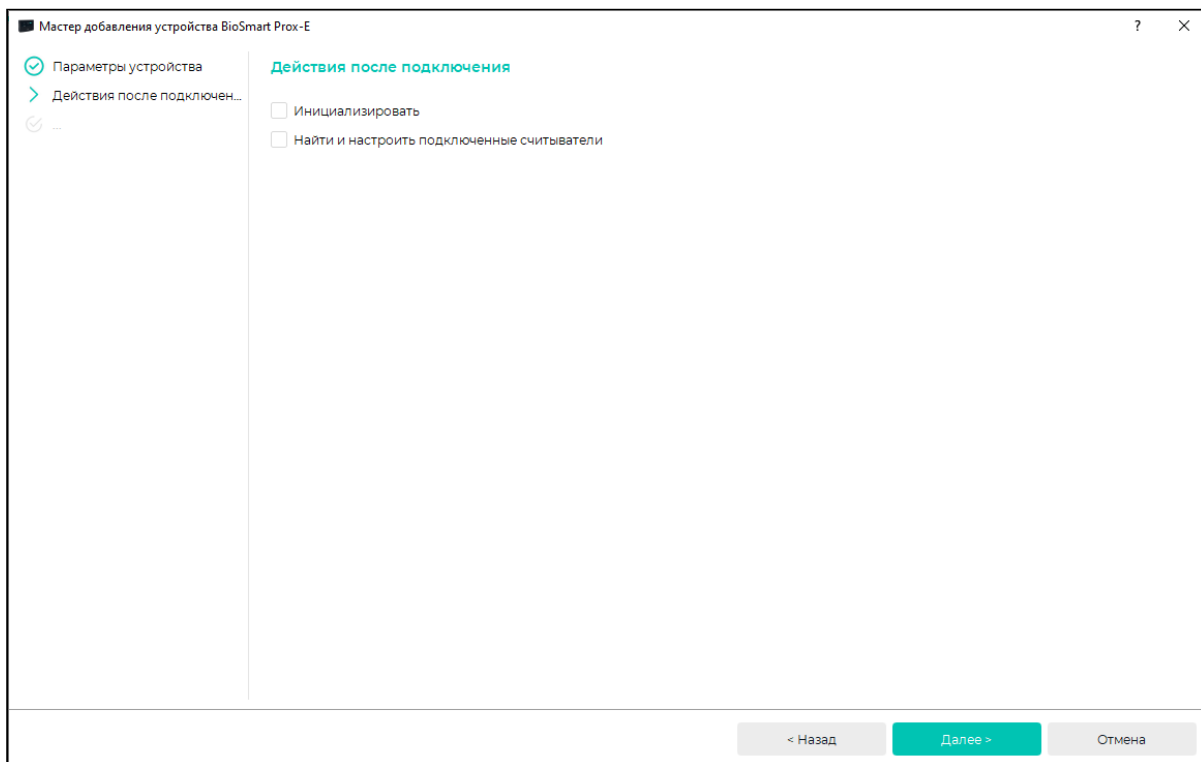 Мастер добавления устройства BioSmart Prox-E
?
Параметры устройства
Действия после подключен...
...
Действия после подключения
Инициализировать
Найти и настроить подключенные считыватели
< Назад
Далее >
Отмена